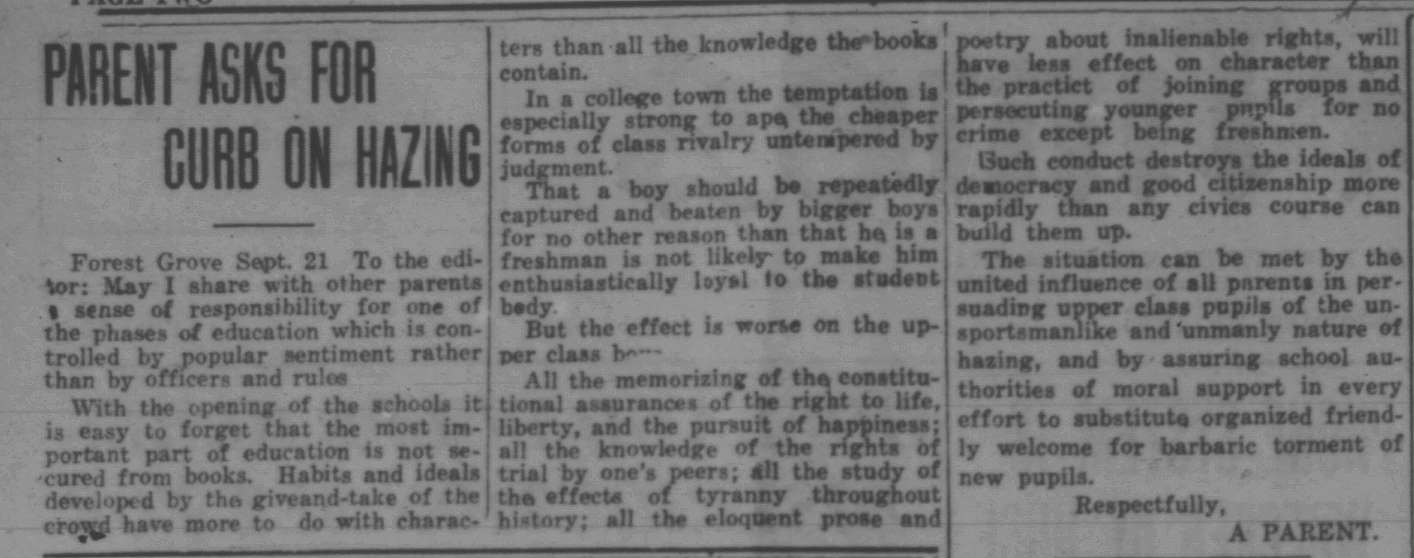 PAGE TWO
PARENT ASKS FOR
CURB ON HAZING
Forest Grove Sept. 21 To the edi-
tor: May I share with other parents
a sense of responsibility for one of
the phases of education which is con-
trolled by popular sentiment rather
than by officers and rules
With the opening of the schools it
is easy to forget that the most im-
portant part of education is not se-
cured from books. Habits and ideals
developed by the giveand-take of the
crowd have more to do with charac-
ters than all the knowledge the books
contain.
In a college town the temptation is
especially strong to ape the cheaper
forms of class rivalry untempered by
judgment.
That a boy should be repeatedly
captured and beaten by bigger boys
for no other reason than that he is a
freshman is not likely to make him
enthusiastically loyal to the student
body.
But the effect is worse on the up-
per class
All the memorizing of the constitu-
tional assurances of the right to life,
liberty, and the pursuit of happiness;
all the knowledge of the rights of
trial by one's peers; all the study of
the effects of tyranny throughout
history; all the eloquent prose and
poetry about inalienable rights, will
have less effect on character than
the practict of joining groups and
persecuting younger pupils for no
crime except being freshmen.
Such conduct destroys the ideals of
democracy and good citizenship more
rapidly than any civics course can
build them up.
The situation can be met by the
united influence of all parents in per-
suading upper class pupils of the un-
sportsmanlike and unmanly nature of
hazing, and by assuring school au-
thorities of moral support in every
effort to substitute organized friend-
ly welcome for barbaric torment of
new pupils.
Respectfully,
A PARENT.